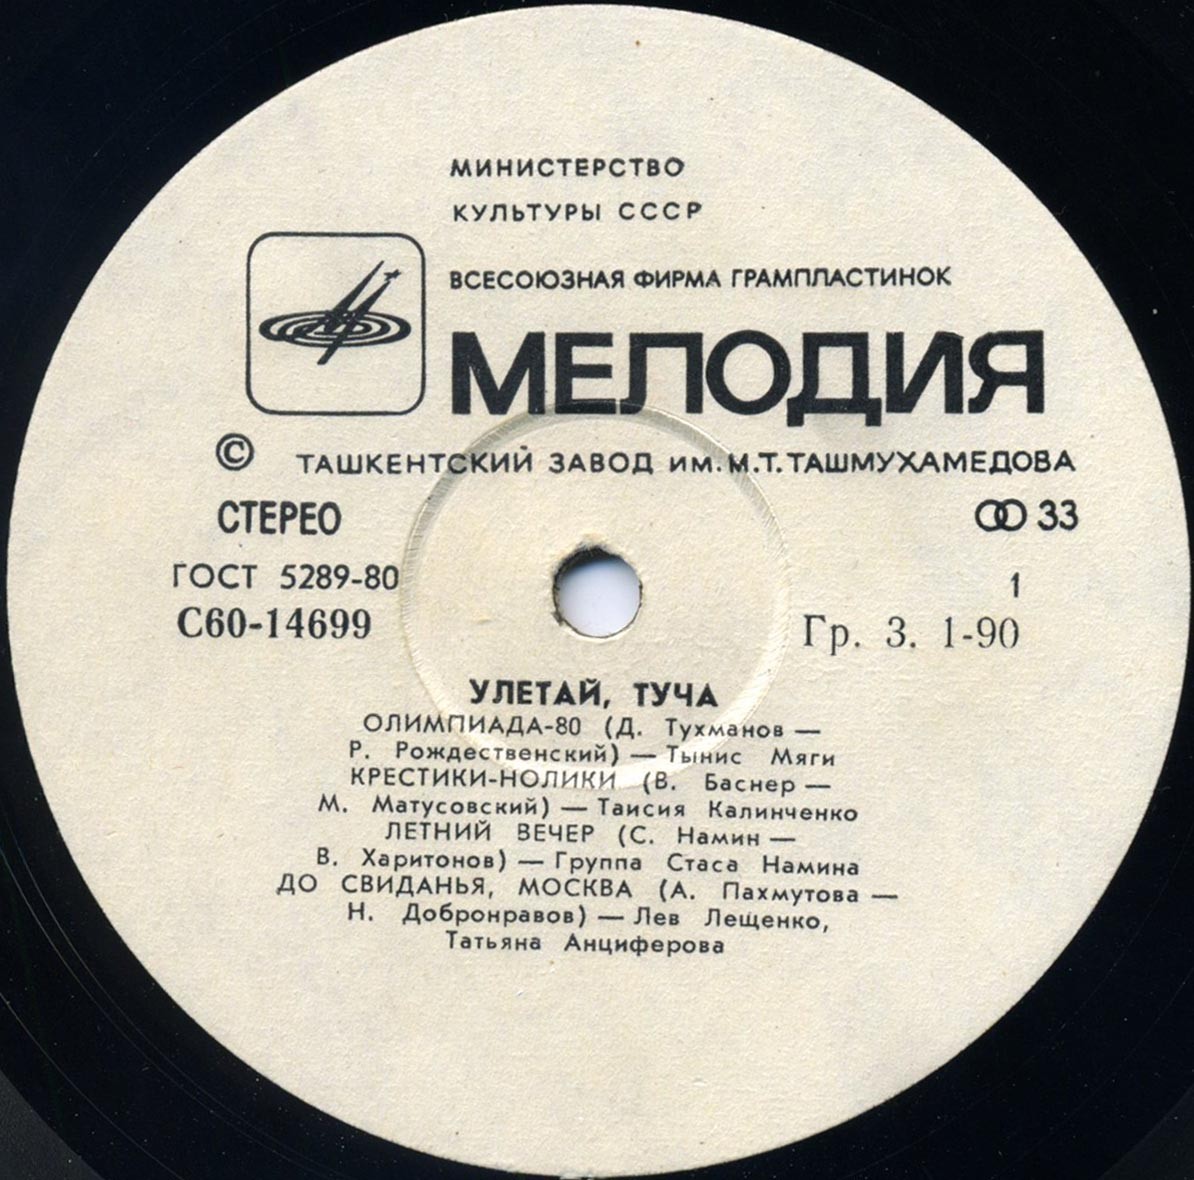 МИНИСТЕРСТВО
КУЛЬТУРЫ СССР
ВСЕСОЮЗНАЯ ФИРМА ГРАМПЛАСТИНОК
МЕЛОДИЯ
© ТАШКЕНТСКИЙ ЗАВОД ИМ. М.Т. ТАШМУХАМЕДОВА
СТЕРЕО
33
ГОСТ 5289-80
1
С60-14699
Гр. 3. 1-90
УЛЕТАЙ, ТУЧА
ОЛИМПИАДА-80 (Д. Тухманов —
Р. Рождественский) — Тынис Мяги
КРЕСТИКИ-НОЛИКИ (В. Баснер —
М. Матусовский) — Таисия Калинченко
ЛЕТНИЙ ВЕЧЕР (С. Намин —
В. Харитонов) — Группа Стаса Намина
ДО СВИДАНЬЯ, МОСКВА (А. Пахмутова —
Н. Добронравов) — Лев Лещенко,
Татьяна Анциферова